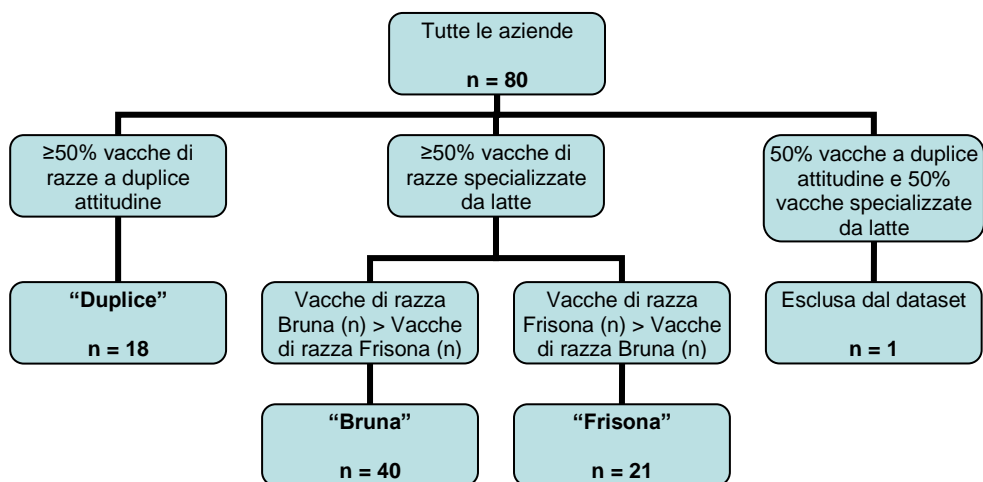 Tutte le aziende
n = 80
≥50% vacche di
razze a duplice
attitudine
≥50% vacche di
razze specializzate
da latte
50% vacche a duplice
attitudine e 50%
vacche specializzate
da latte
“Duplice”
n = 18
Vacche di razza
Bruna (n) > Vacche
di razza Frisona (n)
Vacche di razza
Frisona (n) > Vacche
di razza Bruna (n)
Esclusa dal dataset
n = 1
“Bruna”
n = 40
“Frisona”
n = 21